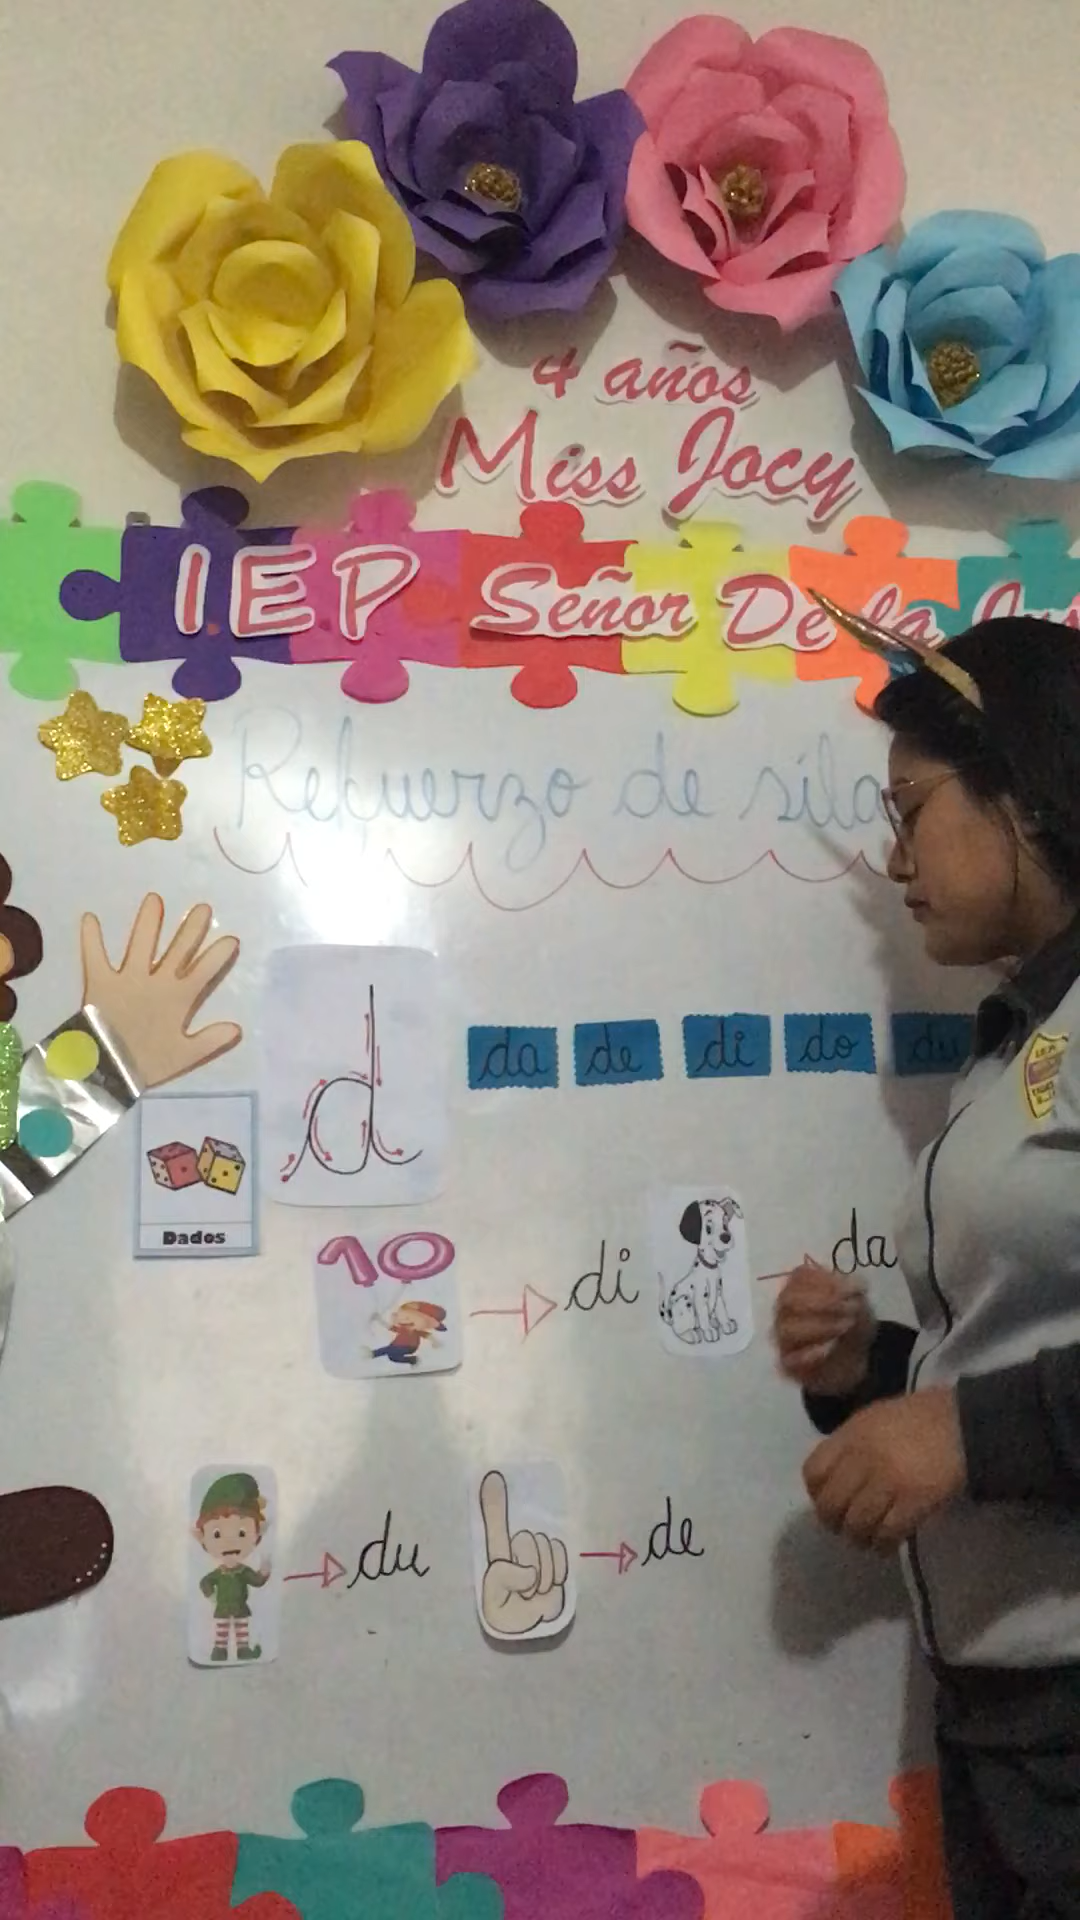 4 años
Miss Jocy
IEP Señor De la
Refuerzo de síla
da de di do du
d
Dados
10 di da
du de